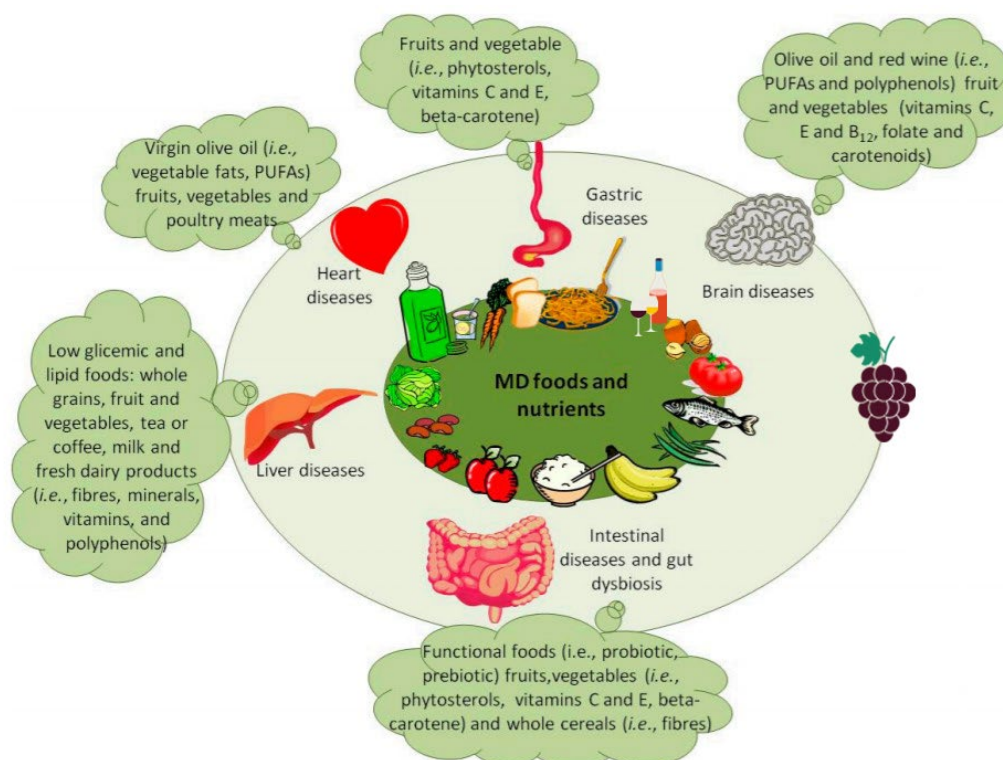 Fruits and vegetable
(i.e., phytosterols,
vitamins C and E,
beta-carotene)
Olive oil and red wine (i.e.,
PUFAs and polyphenols) fruit
and vegetables (vitamins C,
E and B12, folate and
carotenoids)
Virgin olive oil (i.e.,
vegetable fats, PUFAs)
fruits, vegetables and
poultry meats
Gastric
diseases
Heart
diseases
Brain diseases
Low glicemic and
lipid foods: whole
grains, fruit and
vegetables, tea or
coffee, milk and
fresh dairy products
(i.e., fibres, minerals,
vitamins, and
polyphenols)
MD foods and
nutrients
Liver diseases
Intestinal
diseases and gut
dysbiosis
Functional foods (i.e., probiotic,
prebiotic) fruits,vegetables (i.e.,
phytosterols, vitamins C and E, beta-
carotene) and whole cereals (i.e., fibres)